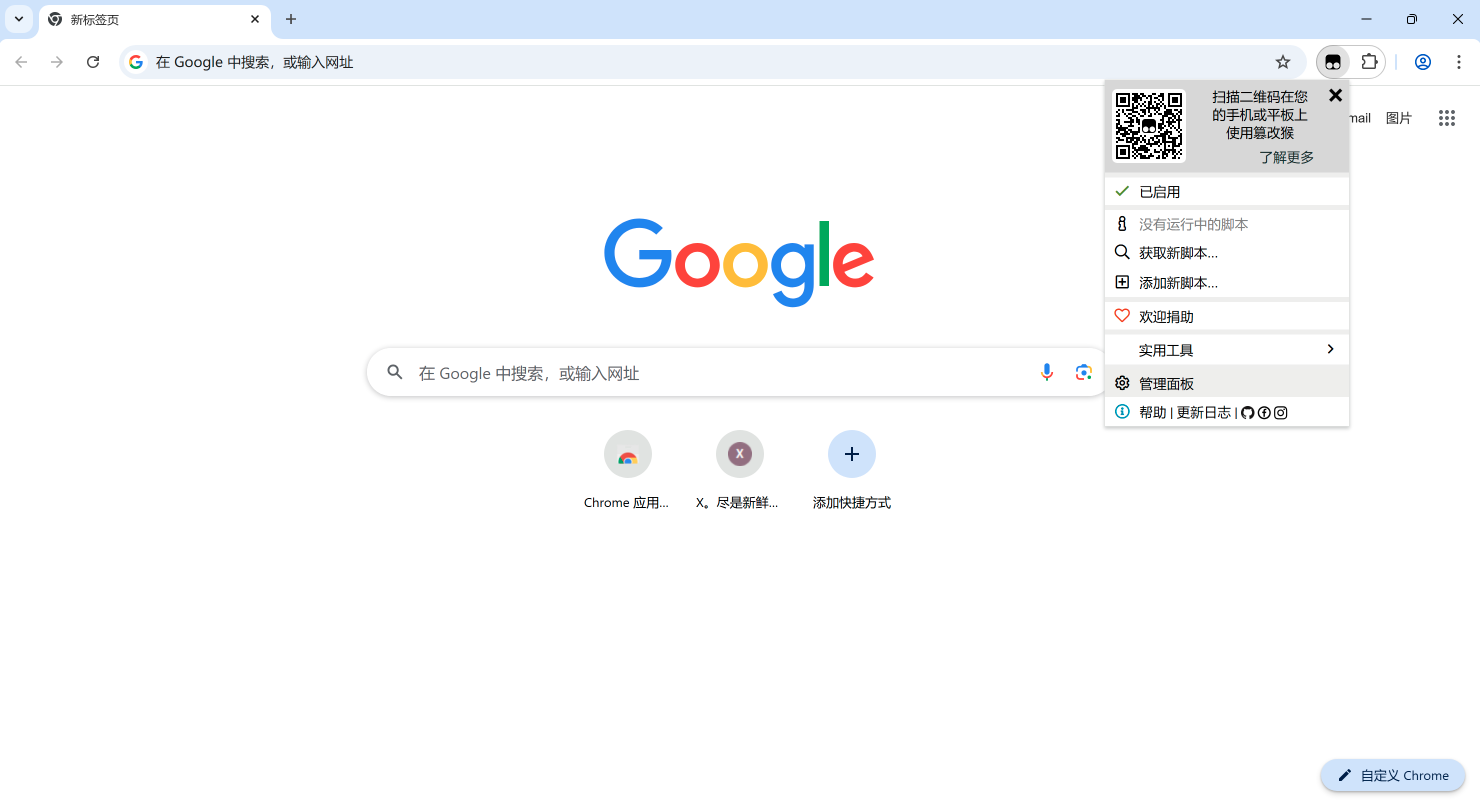 新标签页
在 Google 中搜索，或输入网址
扫描二维码在您
的手机或平板上
使用篡改猴
了解更多
mail 图片
已启用
没有运行中的脚本
获取新脚本...
添加新脚本...
欢迎捐助
实用工具
管理面板
帮助 | 更新日志 |
Google
在 Google 中搜索，或输入网址
X
Chrome 应用... X。尽是新鲜... 添加快捷方式
自定义 Chrome